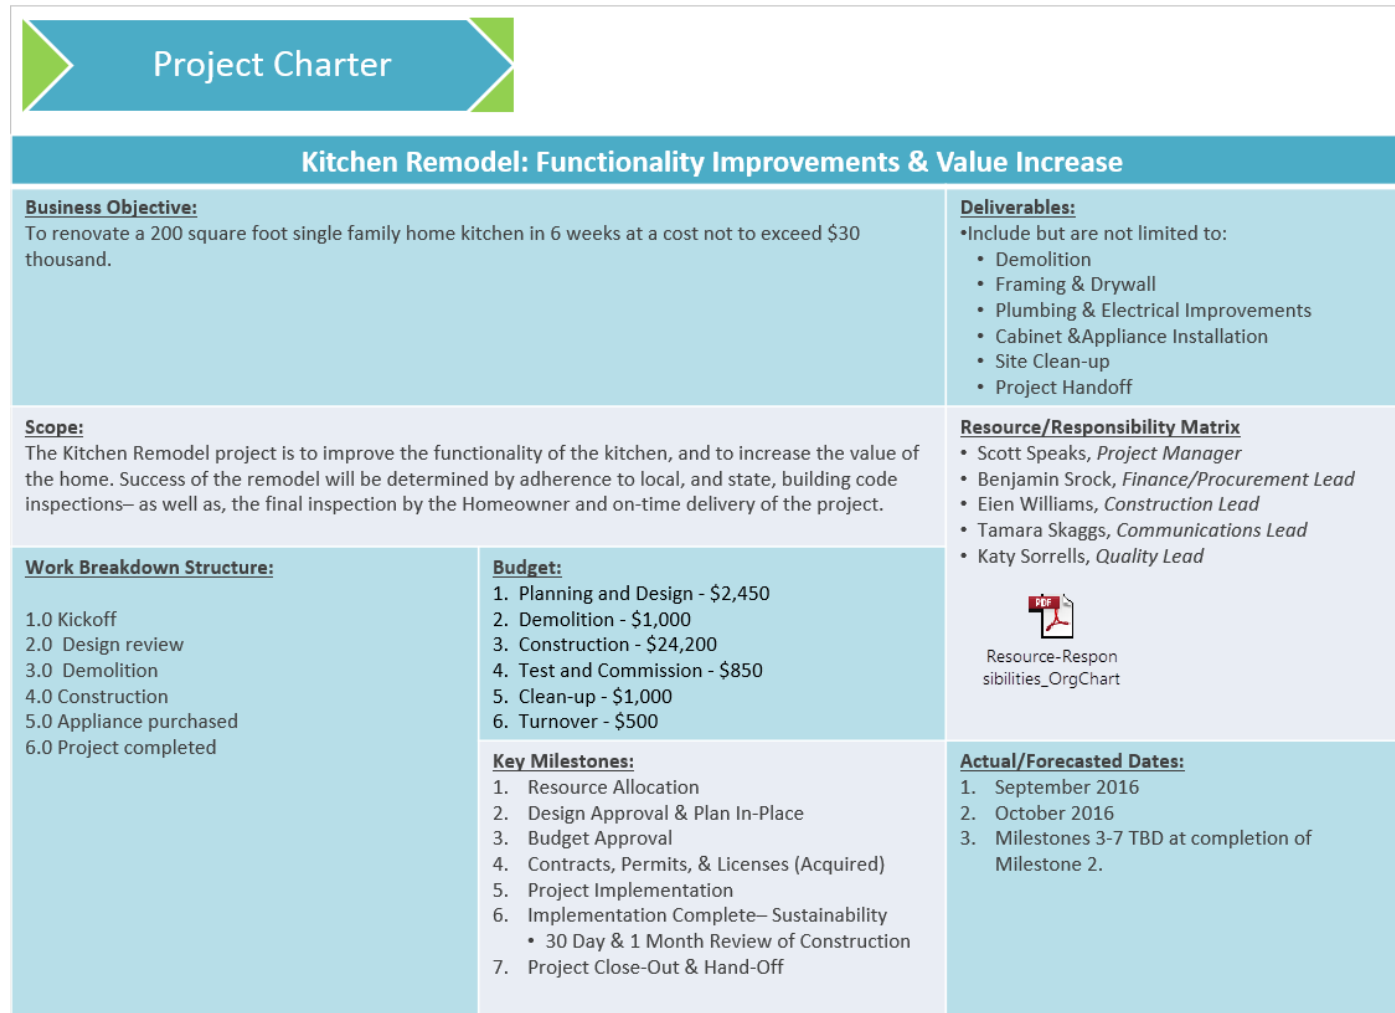 Project Charter
Kitchen Remodel: Functionality Improvements & Value Increase
Business Objective:
To renovate a 200 square foot single family home kitchen in 6 weeks at a cost not to exceed $30
thousand.
Deliverables:
•Include but are not limited to:
• Demolition
• Framing & Drywall
• Plumbing & Electrical Improvements
• Cabinet &Appliance Installation
• Site Clean-up
• Project Handoff
Scope:
The Kitchen Remodel project is to improve the functionality of the kitchen, and to increase the value of
the home. Success of the remodel will be determined by adherence to local, and state, building code
inspections– as well as, the final inspection by the Homeowner and on-time delivery of the project.
Resource/Responsibility Matrix
• Scott Speaks, Project Manager
• Benjamin Srock, Finance/Procurement Lead
• Eien Williams, Construction Lead
• Tamara Skaggs, Communications Lead
• Katy Sorrells, Quality Lead
PDF
Resource-Respon
sibilities_OrgChart
Work Breakdown Structure:
1.0 Kickoff
2.0 Design review
3.0 Demolition
4.0 Construction
5.0 Appliance purchased
6.0 Project completed
Budget:
1. Planning and Design - $2,450
2. Demolition - $1,000
3. Construction - $24,200
4. Test and Commission - $850
5. Clean-up - $1,000
6. Turnover - $500
Key Milestones:
1. Resource Allocation
2. Design Approval & Plan In-Place
3. Budget Approval
4. Contracts, Permits, & Licenses (Acquired)
5. Project Implementation
6. Implementation Complete– Sustainability
• 30 Day & 1 Month Review of Construction
7. Project Close-Out & Hand-Off
Actual/Forecasted Dates:
1. September 2016
2. October 2016
3. Milestones 3-7 TBD at completion of
Milestone 2.